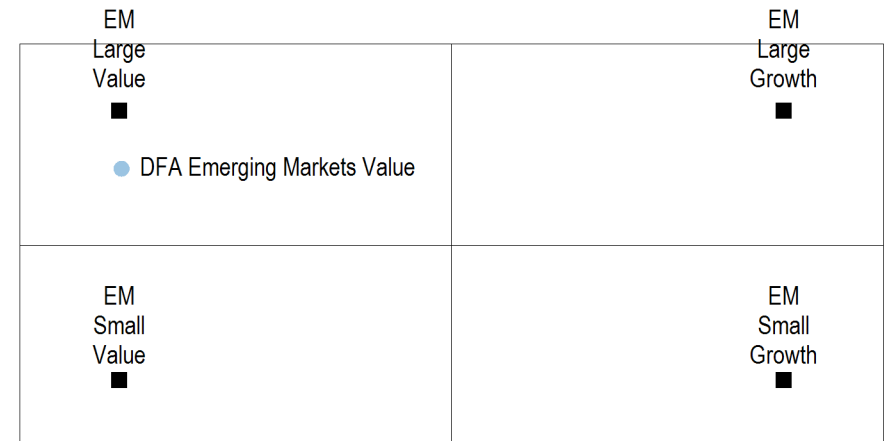 EM
Large
Value
EM
Large
Growth
DFA Emerging Markets Value
EM
Small
Value
EM
Small
Growth